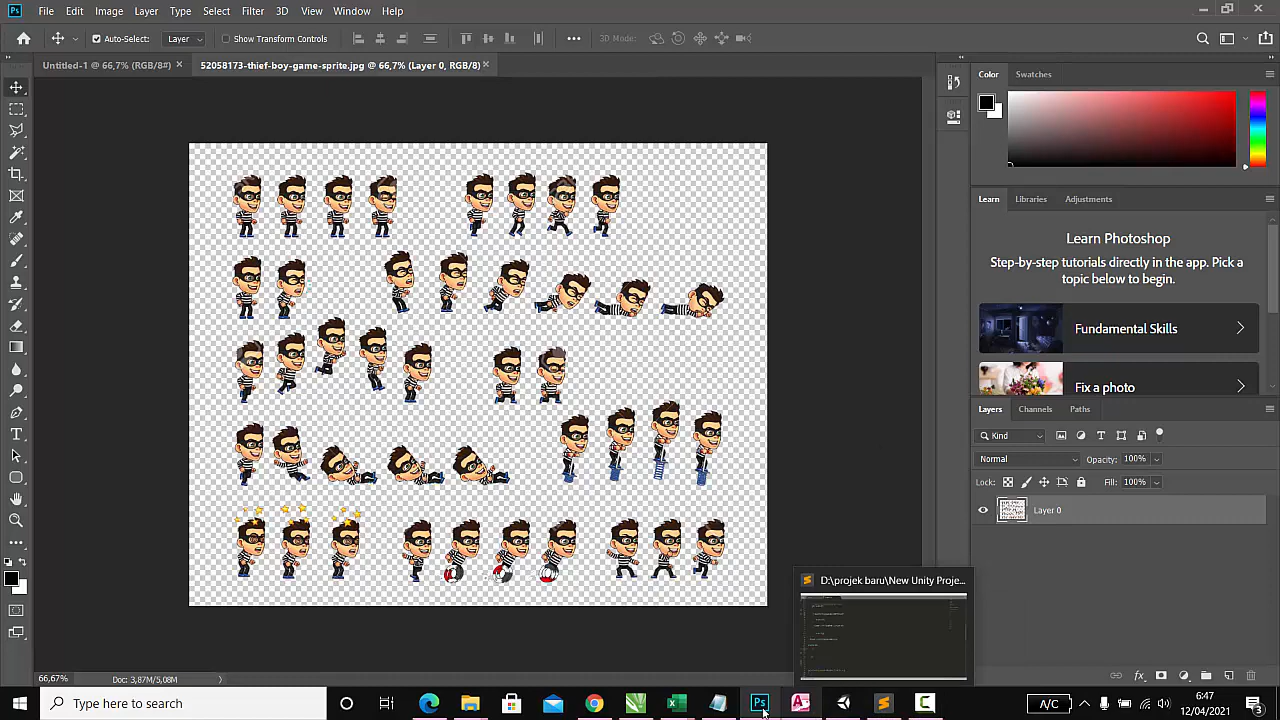 Ps File Edit Image Layer Type Select Filter 3D View Window Help
Auto-Select: Layer Show Transform Controls 3D Mode:
Untitled-1 @ 66,7% (RGB/8#) 52058173-thief-boy-game-sprite.jpg @ 66,7% (Layer 0, RGB/8)
Color Swatches
Learn Libraries Adjustments
Learn Photoshop
Step-by-step tutorials directly in the app. Pick a
topic below to begin.
Fundamental Skills
Fix a photo
Layers Channels Paths
Kind
Normal Opacity: 100%
Lock: Fill: 100%
Layer 0
D:\projek baru\New Unity Proje...
66,67% Doc: 3,87M/5,08M
Type here to search
Ps
A/C
5:47
12/04/2021
3